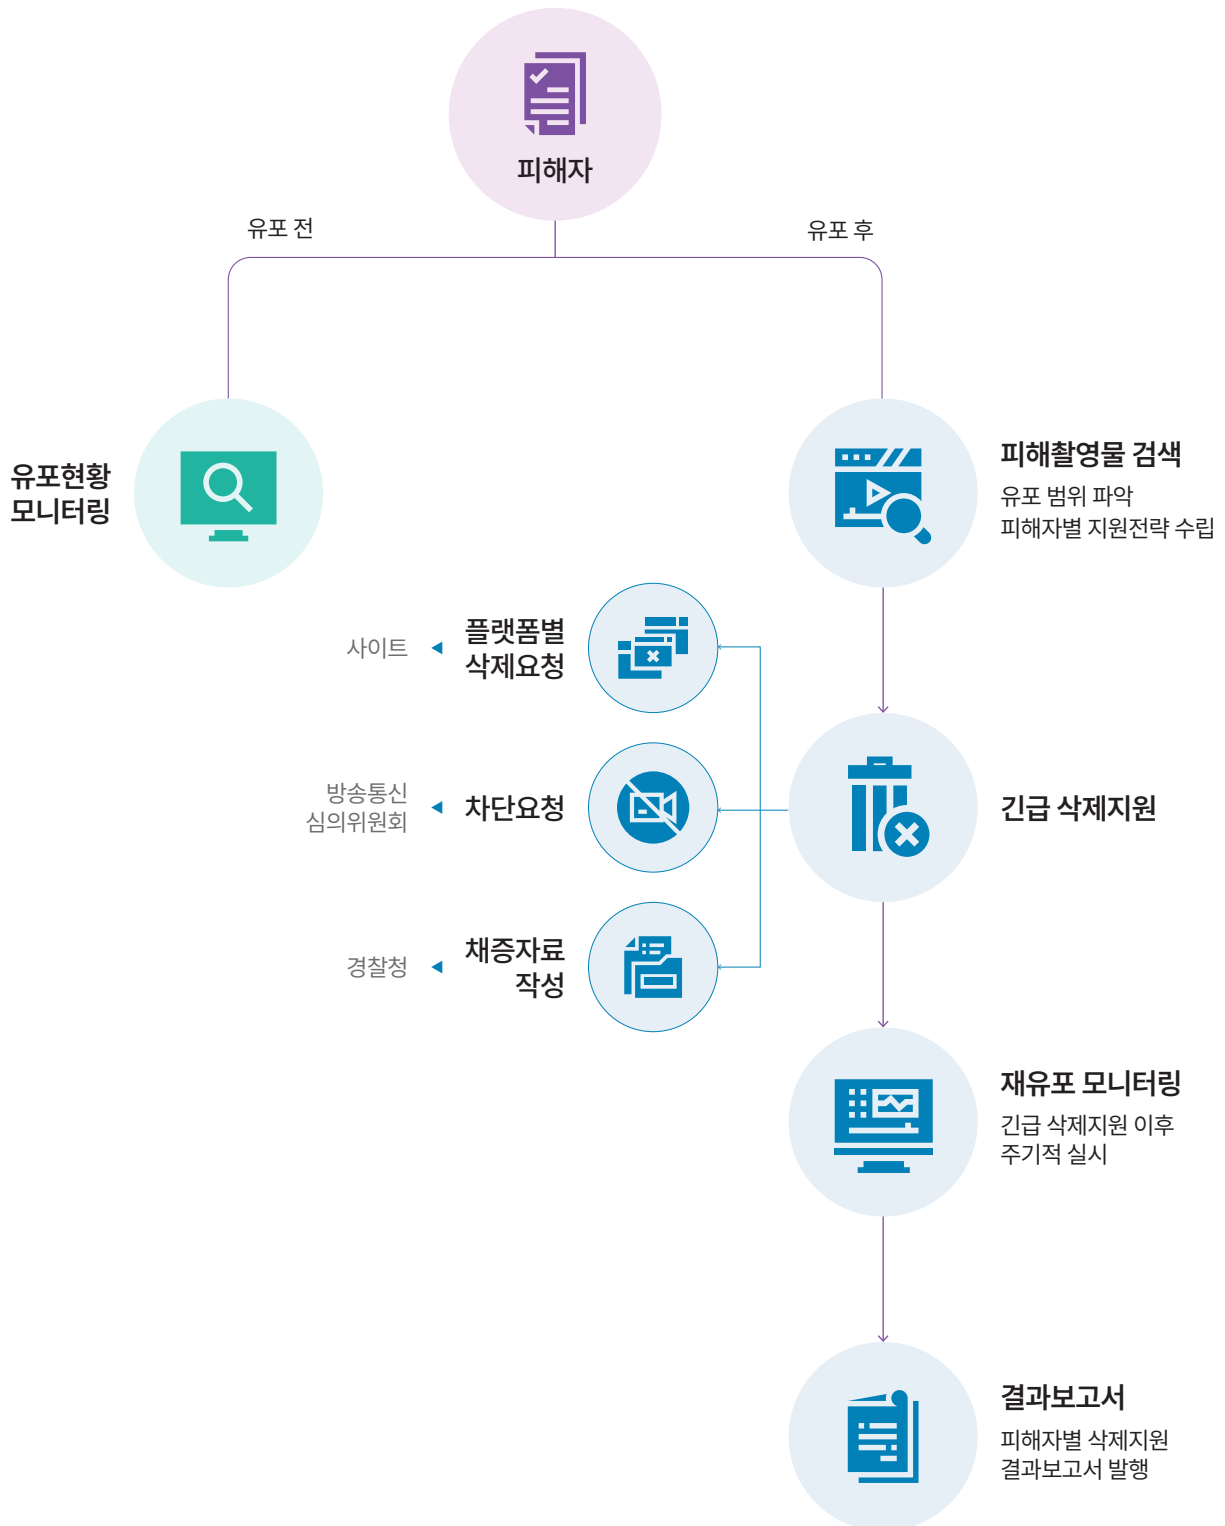 피해자
유포 전
유포 후
유포현황
모니터링
피해촬영물 검색
유포 범위 파악
피해자별 지원전략 수립
사이트
플랫폼별
삭제요청
방송통신
심의위원회
차단요청
긴급 삭제지원
경찰청
채증자료
작성
재유포 모니터링
긴급 삭제지원 이후
주기적 실시
결과보고서
피해자별 삭제지원
결과보고서 발행